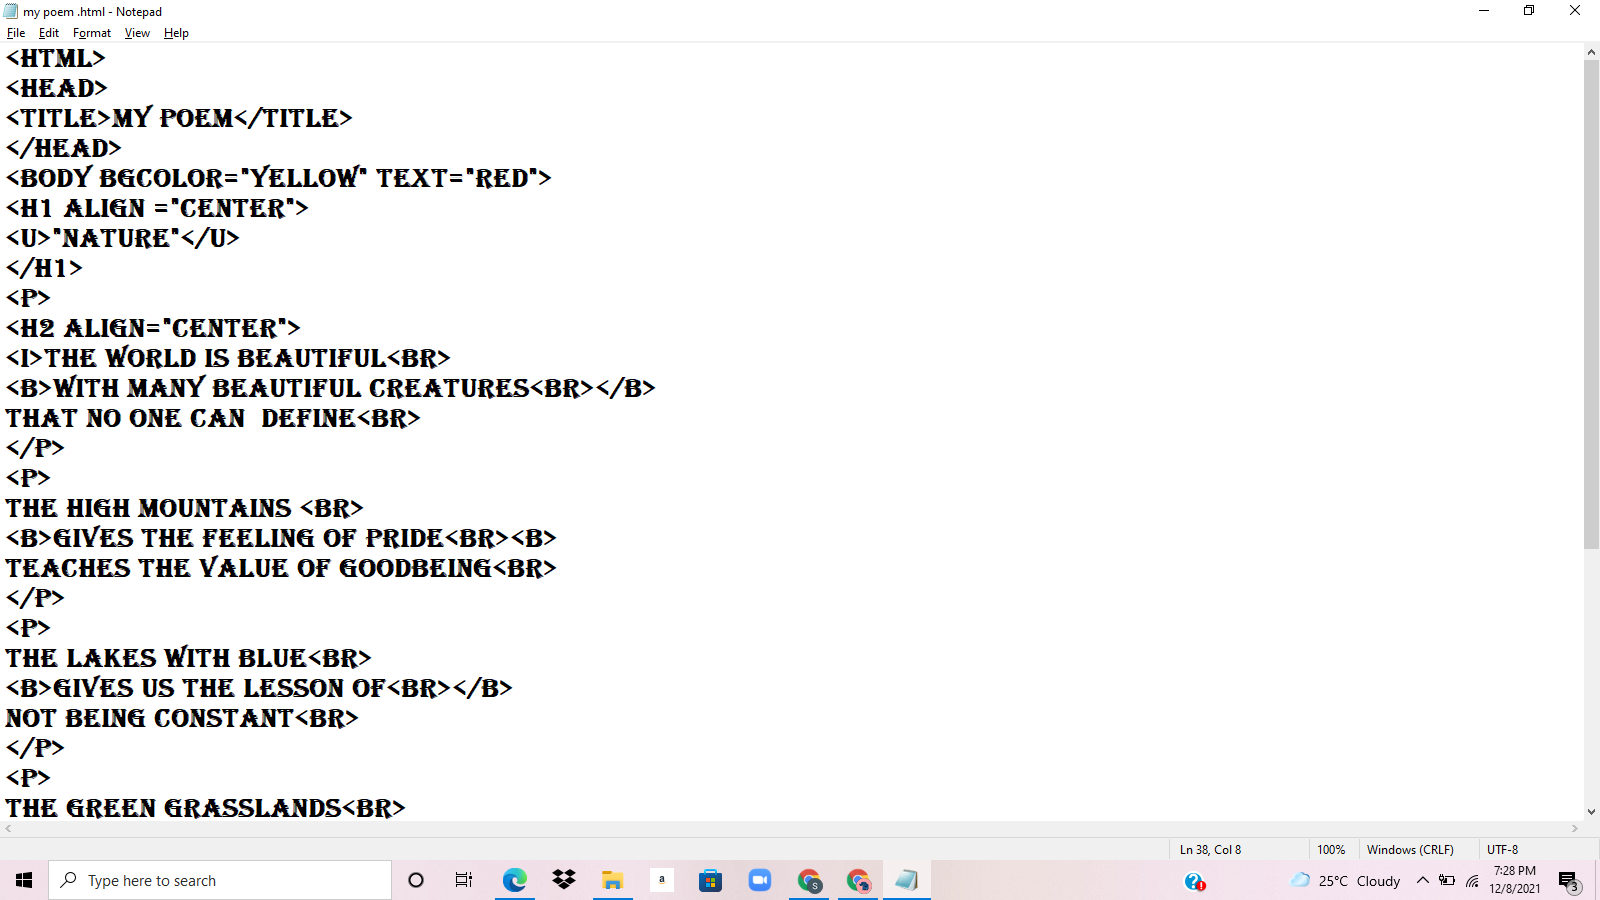 my poem .html - Notepad
File Edit Format View Help
<HTML>
<HEAD>
<TITLE>MY POEM</TITLE>
</HEAD>
<BODY BGCOLOR="YELLOW" TEXT="RED">
<H1 ALIGN ="CENTER">
<U>"NATURE"</U>
</H1>
<P>
<H2 ALIGN="CENTER">
<I>THE WORLD IS BEAUTIFUL<BR>
<B>WITH MANY BEAUTIFUL CREATURES<BR></B>
THAT NO ONE CAN  DEFINE<BR>
</P>
<P>
THE HIGH MOUNTAINS <BR>
<B>GIVES THE FEELING OF PRIDE<BR><B>
TEACHES THE VALUE OF GOODBEING<BR>
</P>
<P>
THE LAKES WITH BLUE<BR>
<B>GIVES US THE LESSON OF<BR></B>
NOT BEING CONSTANT<BR>
</P>
<P>
THE GREEN GRASSLANDS<BR>
Ln 38, Col 8 100% Windows (CRLF) UTF-8
Type here to search
a
S
25°C Cloudy
7:28 PM
12/8/2021
3